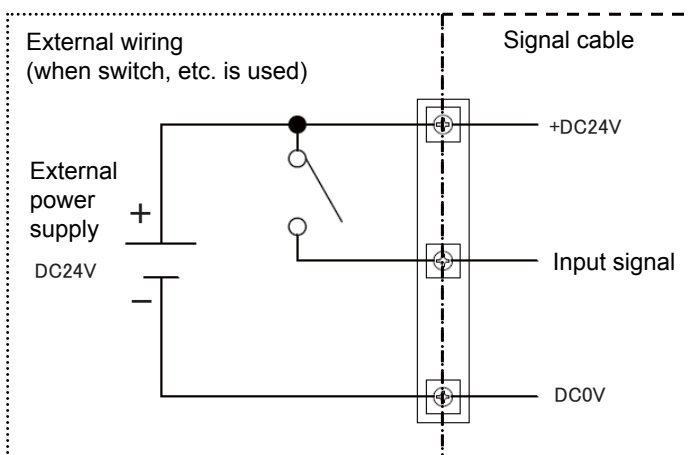 External wiring
(when switch, etc. is used)
Signal cable
+DC24V
External
power
supply
+
DC24V
−
Input signal
DC0V